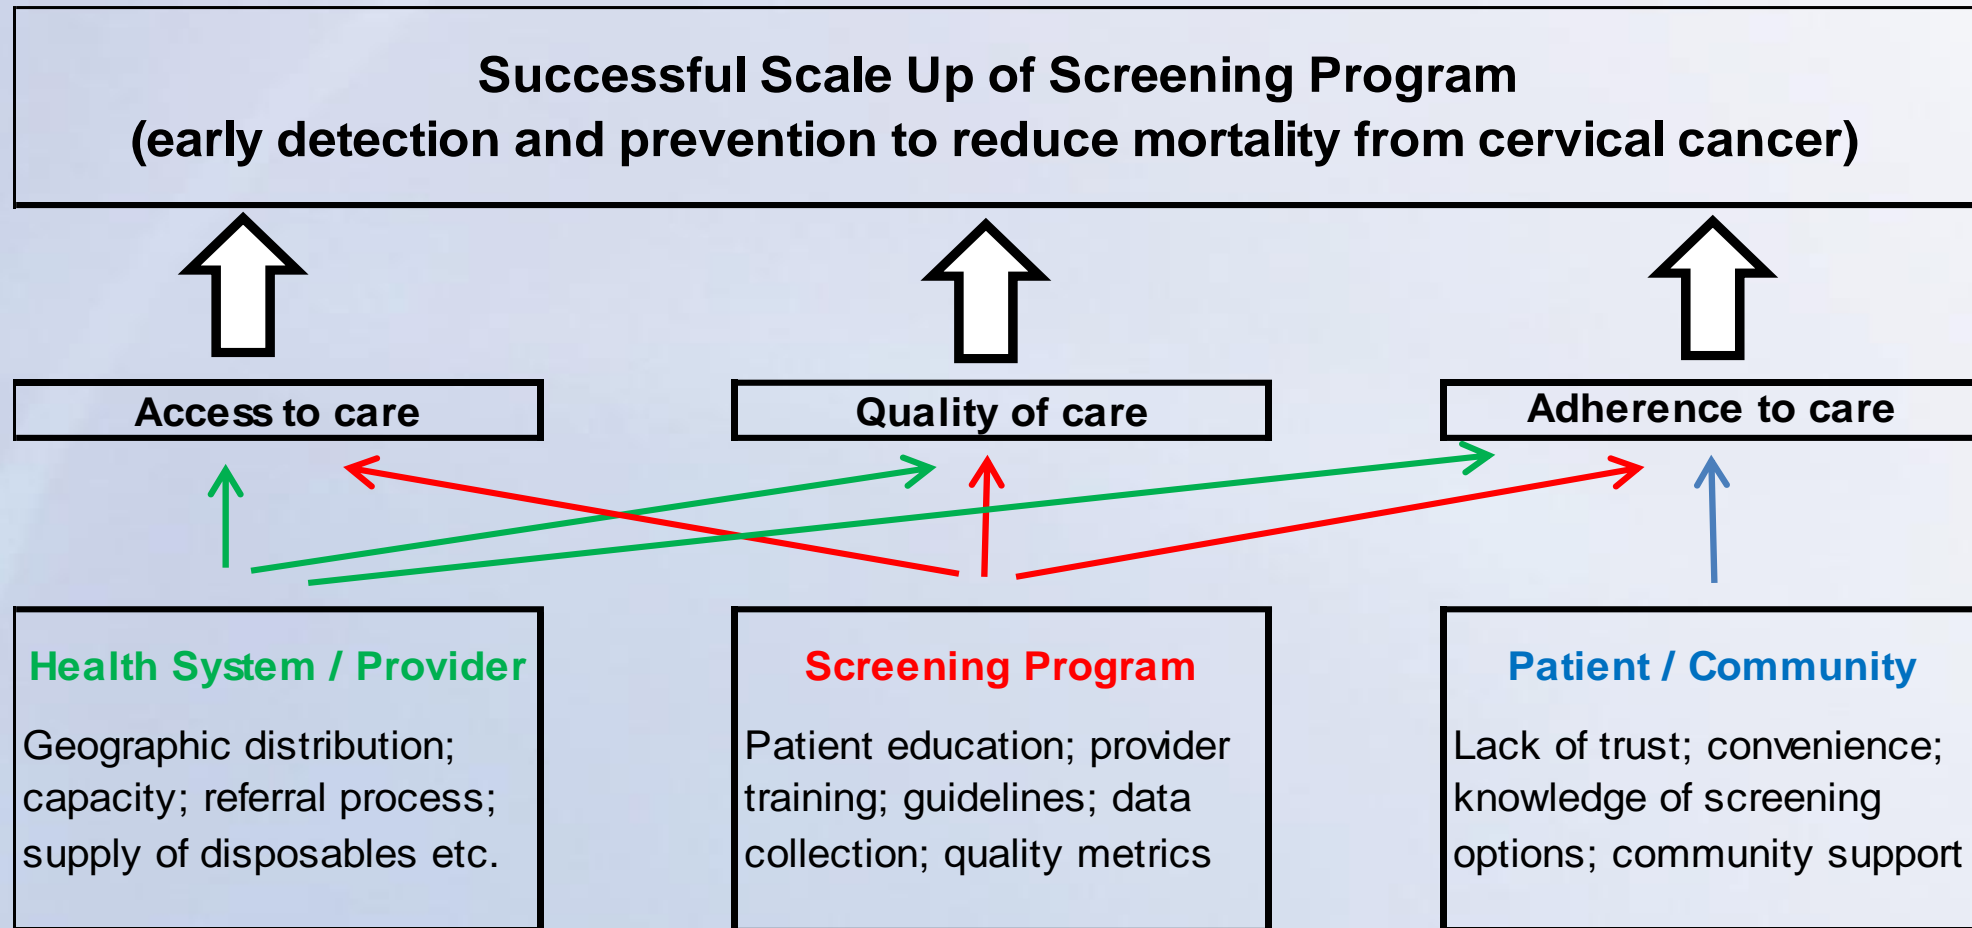 Successful Scale Up of Screening Program
(early detection and prevention to reduce mortality from cervical cancer)
Access to care
Quality of care
Adherence to care
Health System / Provider
Geographic distribution;
capacity; referral process;
supply of disposables etc.
Screening Program
Patient education; provider
training; guidelines; data
collection; quality metrics
Patient / Community
Lack of trust; convenience;
knowledge of screening
options; community support